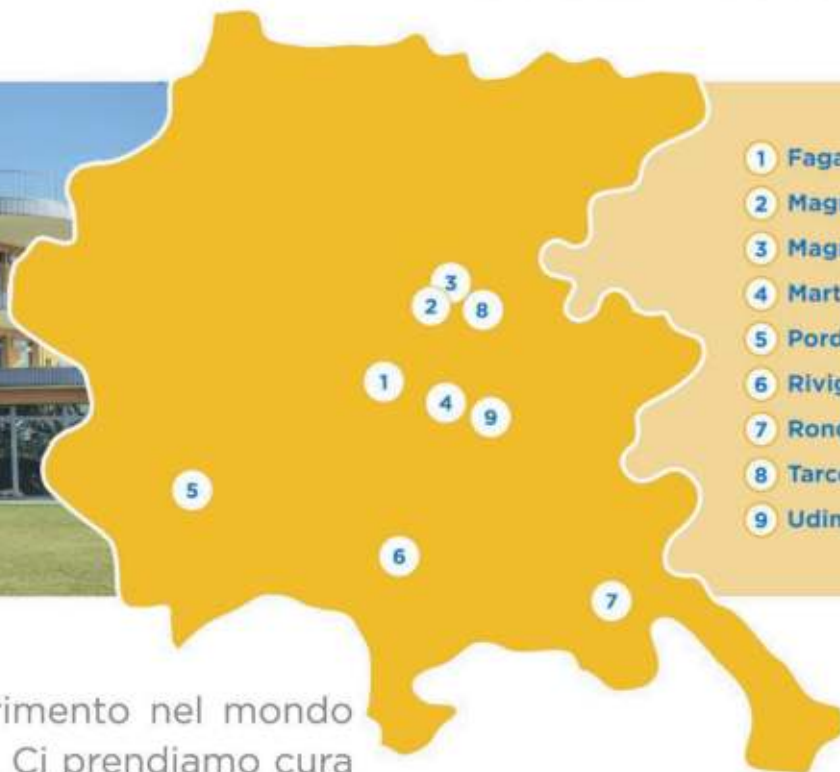 3
2 8
1
4
9
5
6
7
1 Faga
2 Mag
3 Mag
4 Mart
5 Pord
6 Rivig
7 Ron
8 Tarc
9 Udin
rimento nel mondo
Ci prendiamo cura